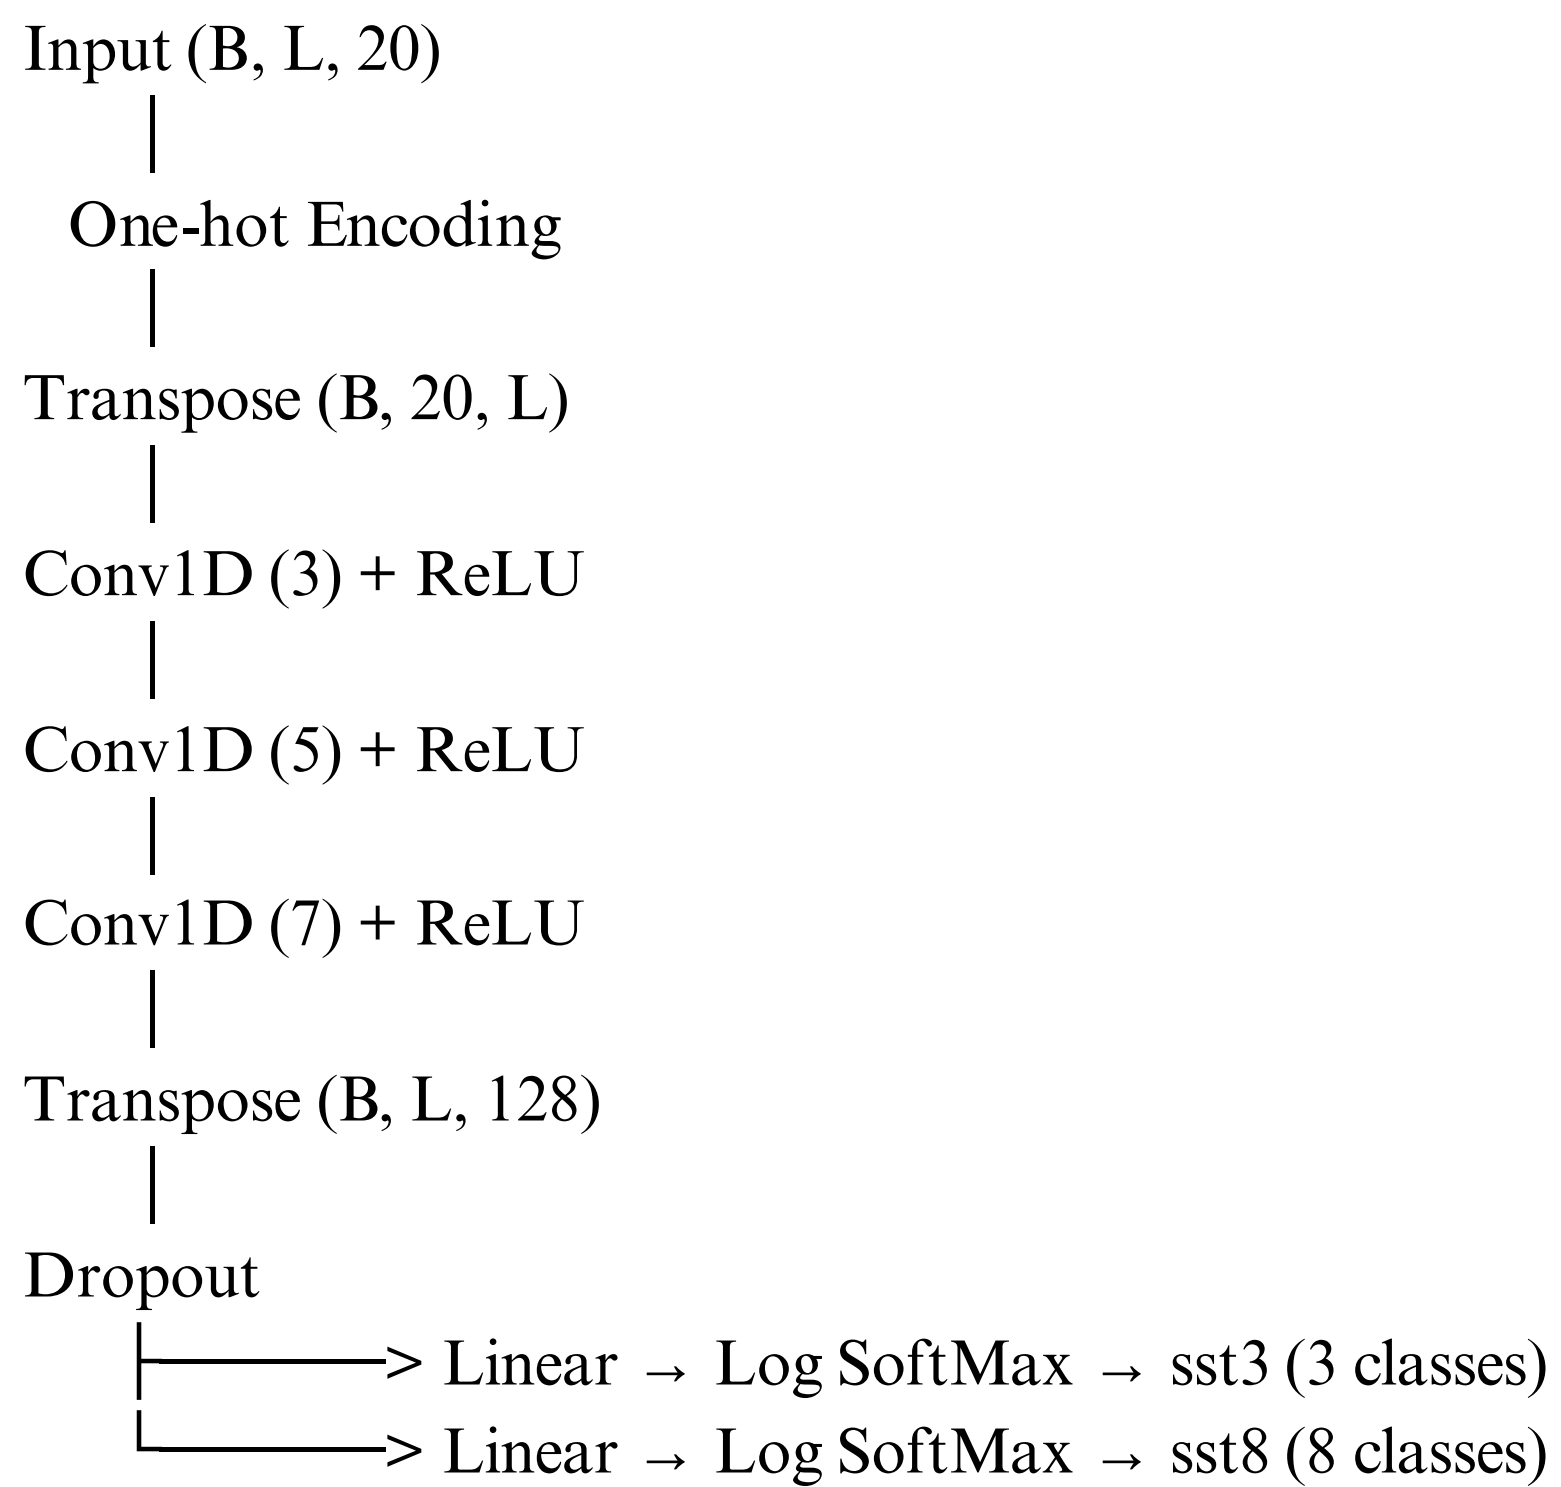 Input (B, L, 20)
One-hot Encoding
Transpose (B, 20, L)
Conv1D (3) + ReLU
Conv1D (5) + ReLU
Conv1D (7) + ReLU
Transpose (B, L, 128)
Dropout
> Linear → Log SoftMax → sst3 (3 classes)
> Linear → Log SoftMax → sst8 (8 classes)